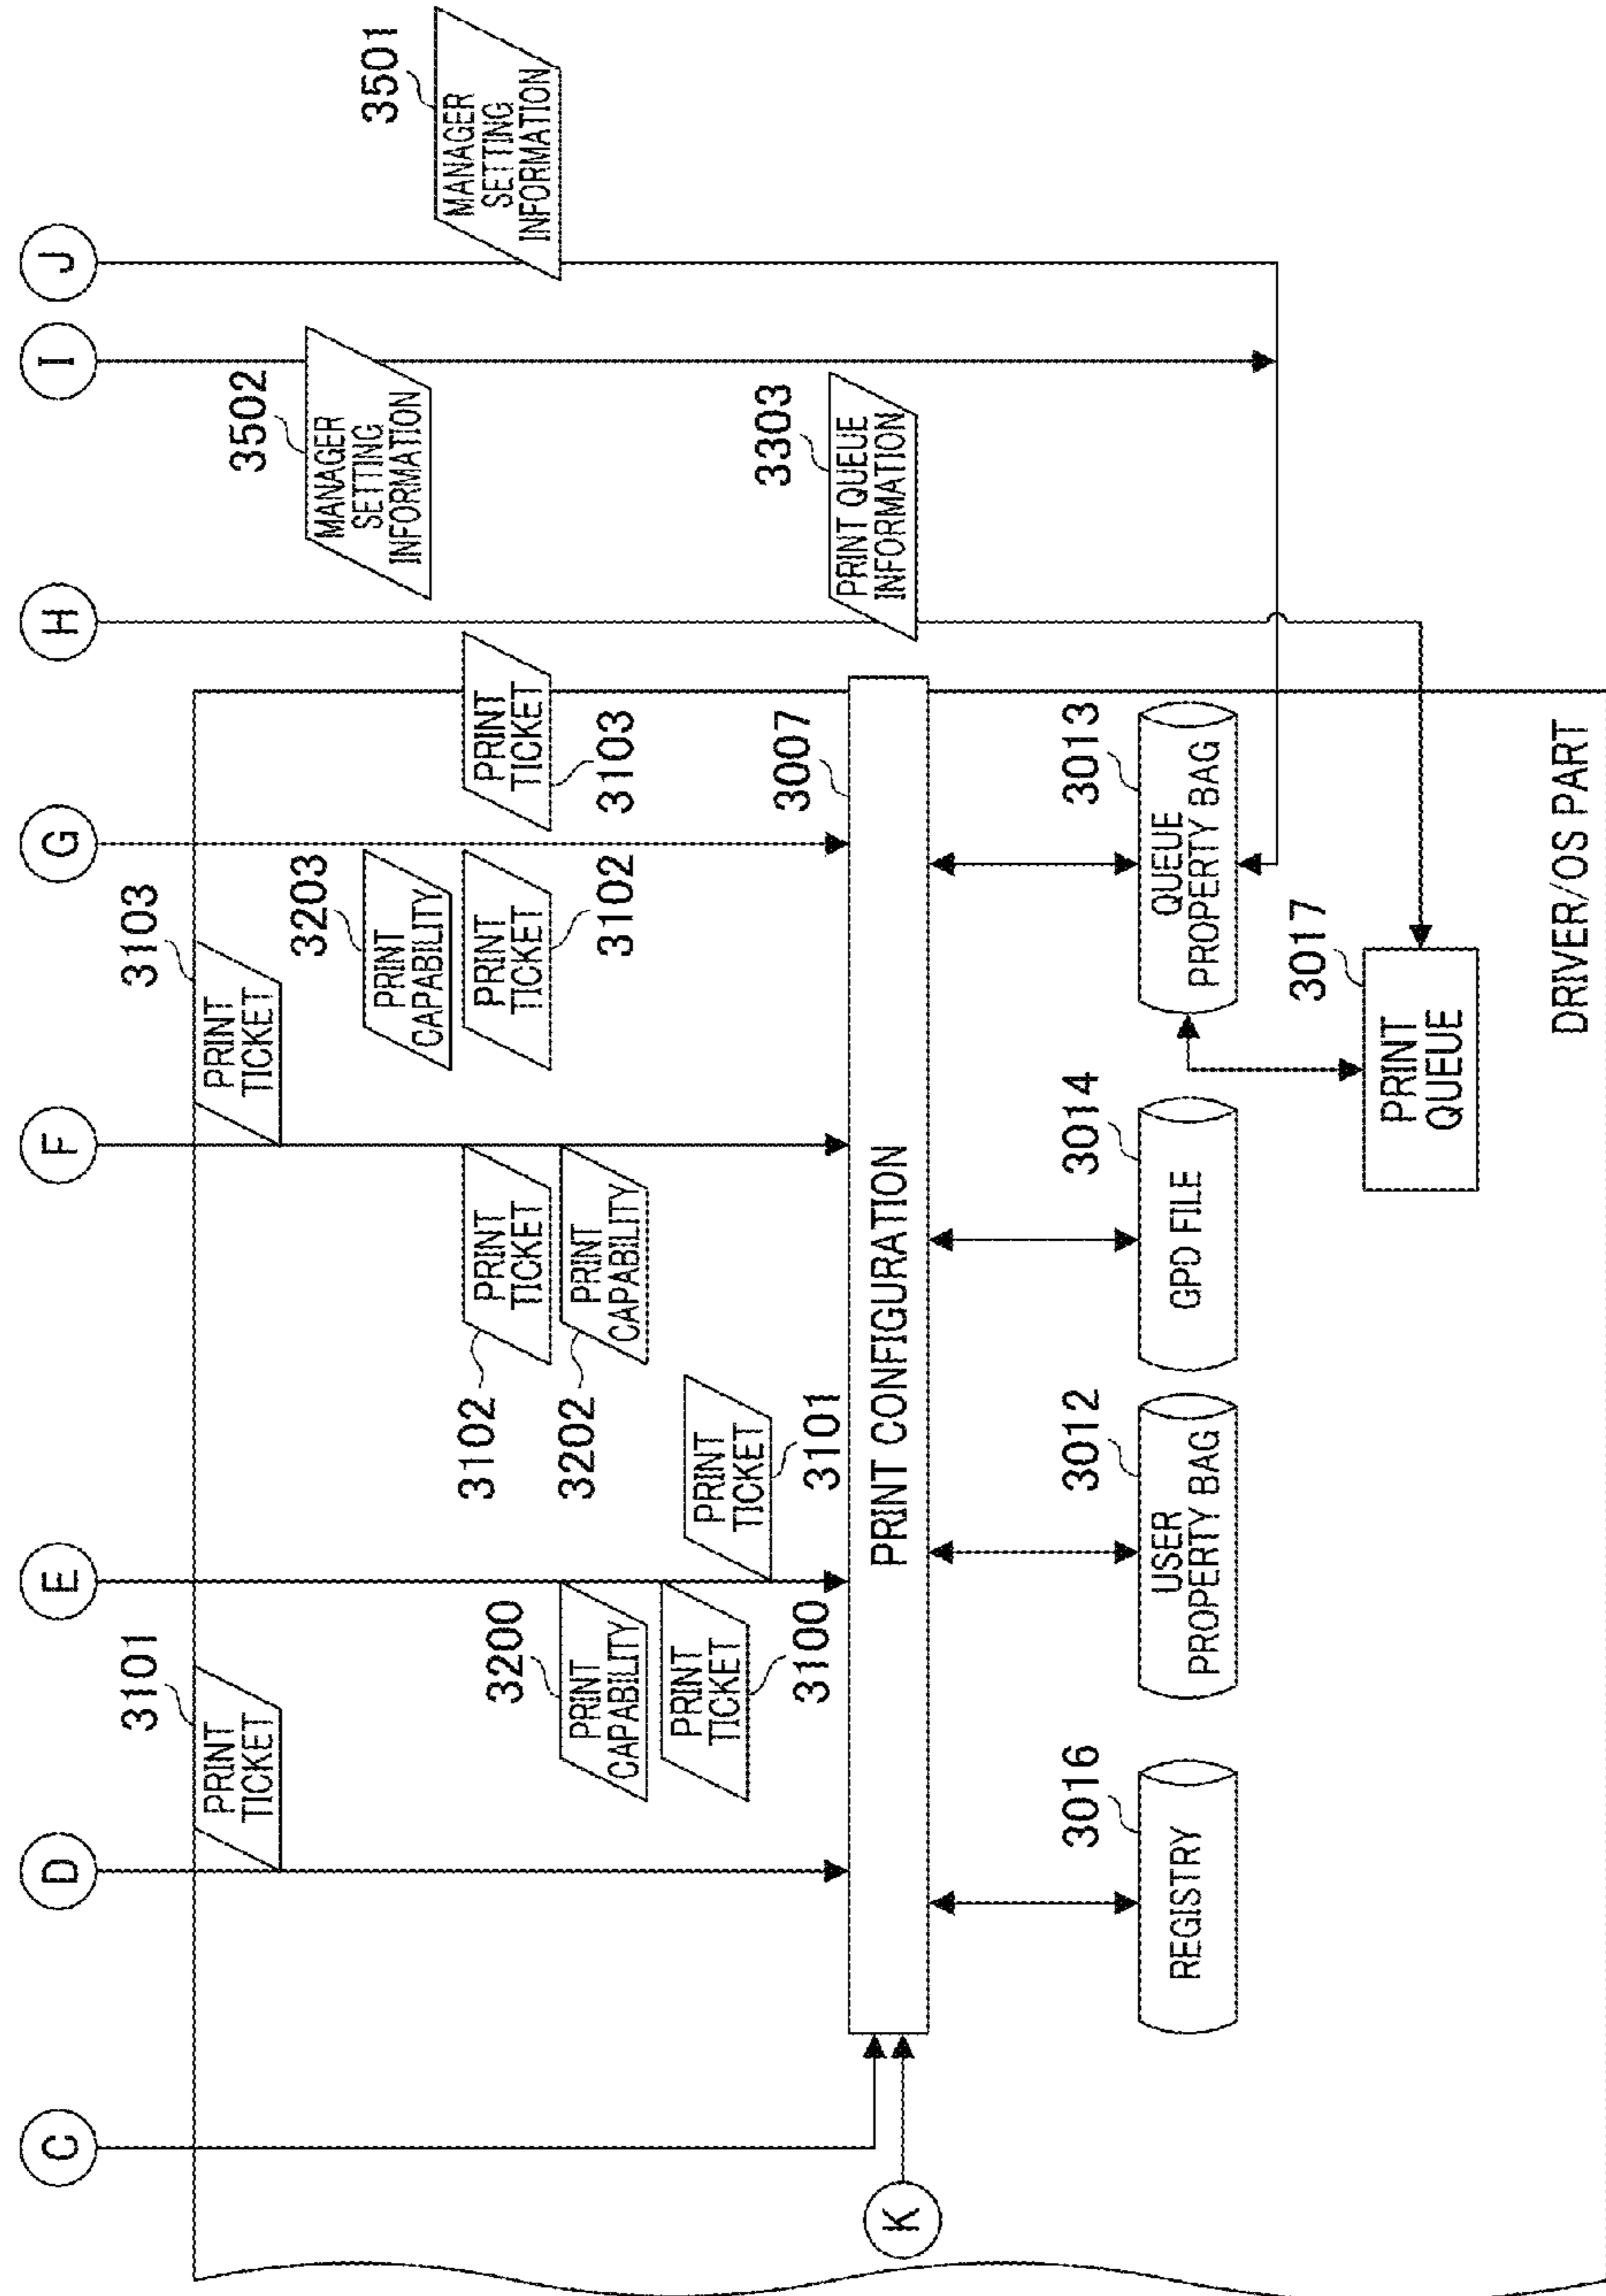 C
D
E
F
G
H
I
J
3101
PRINT
TICKET
3103
PRINT
TICKET
3502
MANAGER
SETTING
INFORMATION
3501
MANAGER
SETTING
INFORMATION
3203
PRINT
CAPABILITY
3102
PRINT
TICKET
PRINT
TICKET
3102
PRINT
TICKET
3103
3200
PRINT
CAPABILITY
3202
PRINT
CAPABILITY
PRINT
TICKET
3100
PRINT
TICKET
3101
3303
PRINT QUEUE
INFORMATION
K
PRINT CONFIGURATION
3007
3016
REGISTRY
3012
USER
PROPERTY BAG
3014
GPD FILE
3013
QUEUE
PROPERTY BAG
3017
PRINT
QUEUE
DRIVER/OS PART